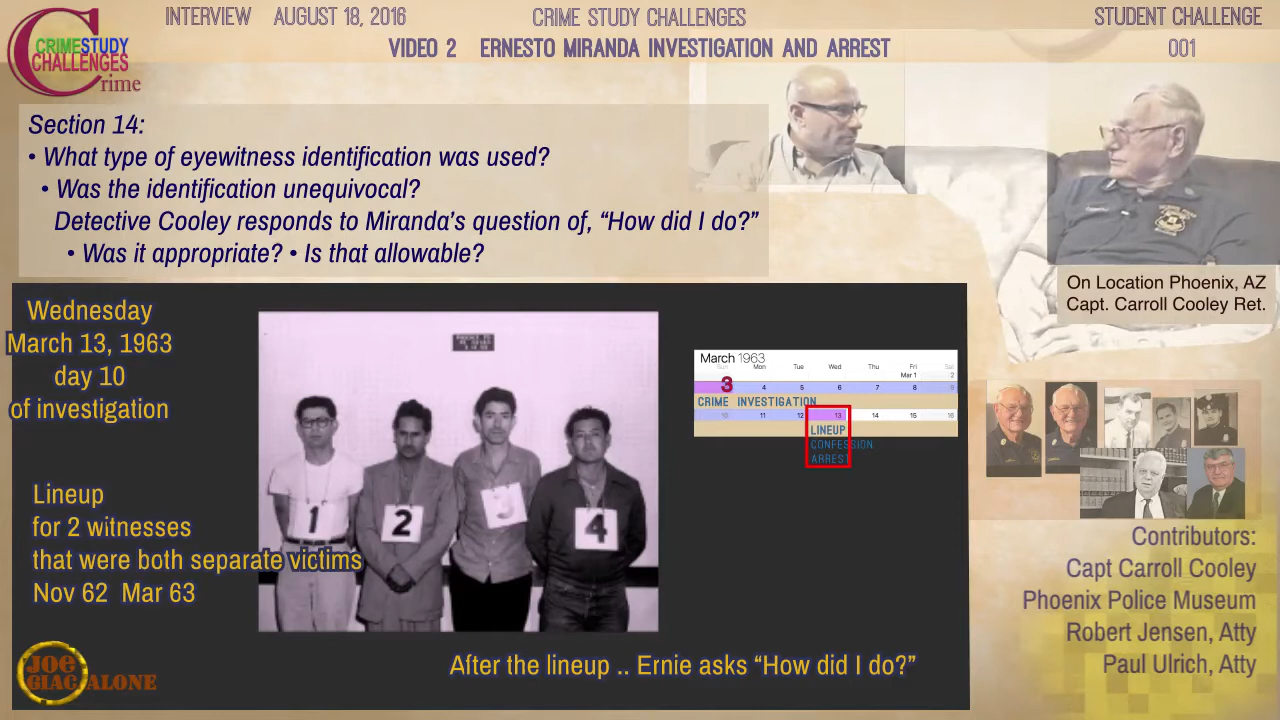 INTERVIEW AUGUST 18, 2016 CRIME STUDY CHALLENGES STUDENT CHALLENGE
VIDEO 2 ERNESTO MIRANDA INVESTIGATION AND ARREST 001
CRIMESTUDY
CHALLENGES
Crime
Section 14:
• What type of eyewitness identification was used?
• Was the identification unequivocal?
Detective Cooley responds to Miranda’s question of, “How did I do?”
• Was it appropriate? • Is that allowable?
On Location Phoenix, AZ
Capt. Carroll Cooley Ret.
Wednesday
March 13, 1963
day 10
of investigation
Lineup
for 2 witnesses
that were both separate victims
Nov 62 Mar 63
1 2 3 4
March 1963
Sun Mon Tue Wed Thu Fri Sat
Mar 1 2
3 4 5 6 7 8 9
CRIME INVESTIGATION
10 11 12 13 14 15 16
LINEUP
CONFESSION
ARREST
After the lineup .. Ernie asks “How did I do?”
JOE
GIACALONE
Contributors:
Capt Carroll Cooley
Phoenix Police Museum
Robert Jensen, Atty
Paul Ulrich, Atty